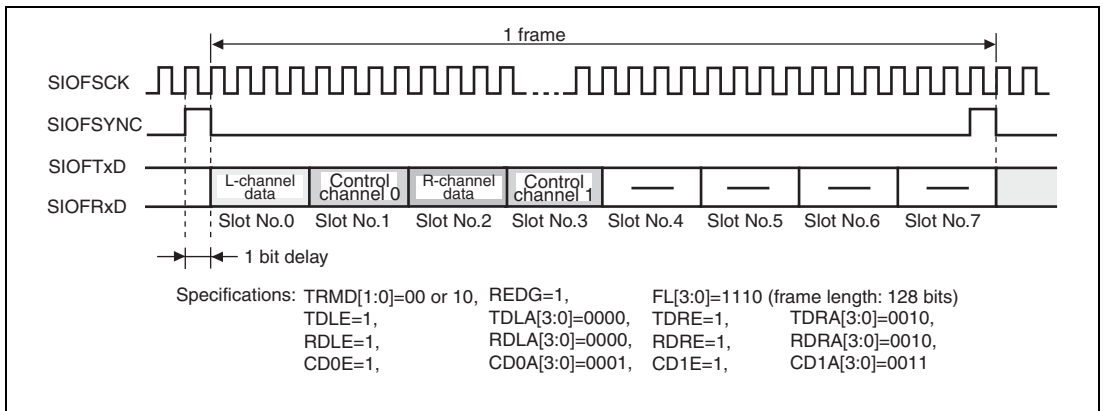 1 frame
SIOFSCK
SIOFSYNC
SIOFTxD
SIOFRxD
L-channel data
Control channel 0
R-channel data
Control channel 1
Slot No.0 Slot No.1 Slot No.2 Slot No.3 Slot No.4 Slot No.5 Slot No.6 Slot No.7
1 bit delay
Specifications: TRMD[1:0]=00 or 10, REDG=1, FL[3:0]=1110 (frame length: 128 bits)
TDLE=1, TDLA[3:0]=0000, TDRE=1, TDRA[3:0]=0010,
RDLE=1, RDLA[3:0]=0000, RDRE=1, RDRA[3:0]=0010,
CD0E=1, CD0A[3:0]=0001, CD1E=1, CD1A[3:0]=0011